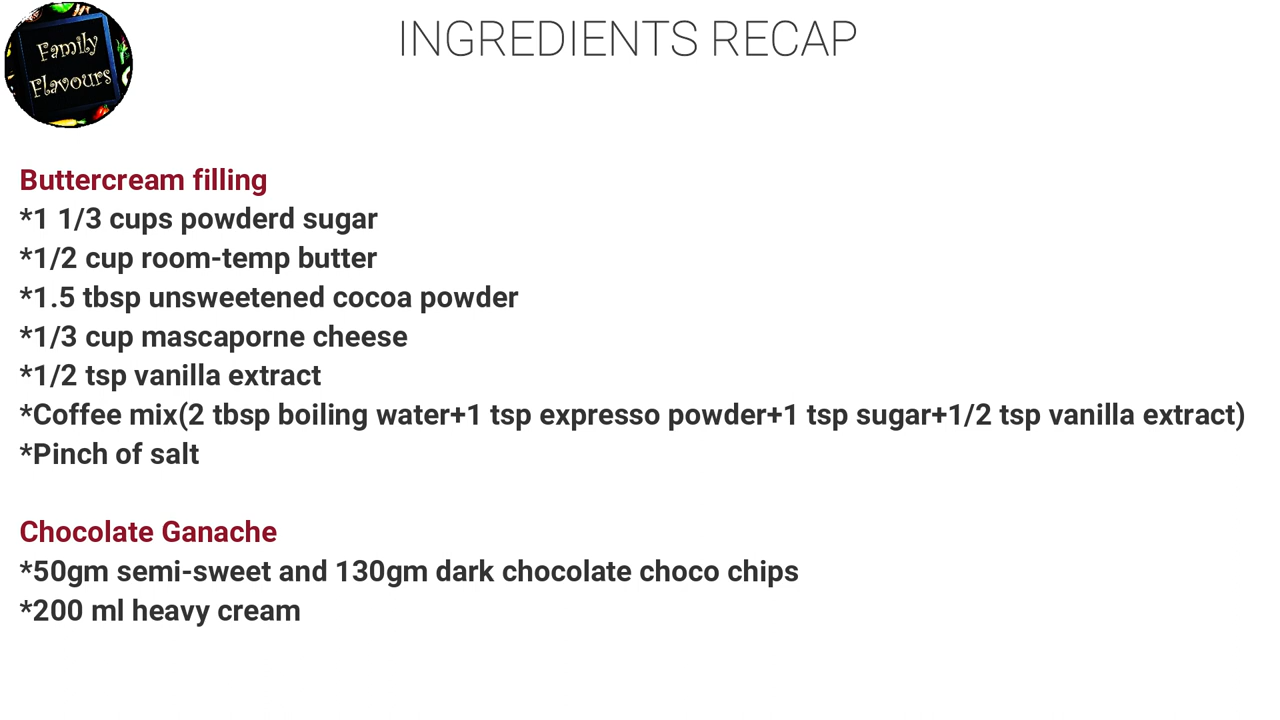 Family
Flavours
INGREDIENTS RECAP
Buttercream filling
*1 1/3 cups powderd sugar
*1/2 cup room-temp butter
*1.5 tbsp unsweetened cocoa powder
*1/3 cup mascaporne cheese
*1/2 tsp vanilla extract
*Coffee mix(2 tbsp boiling water+1 tsp expresso powder+1 tsp sugar+1/2 tsp vanilla extract)
*Pinch of salt
Chocolate Ganache
*50gm semi-sweet and 130gm dark chocolate choco chips
*200 ml heavy cream